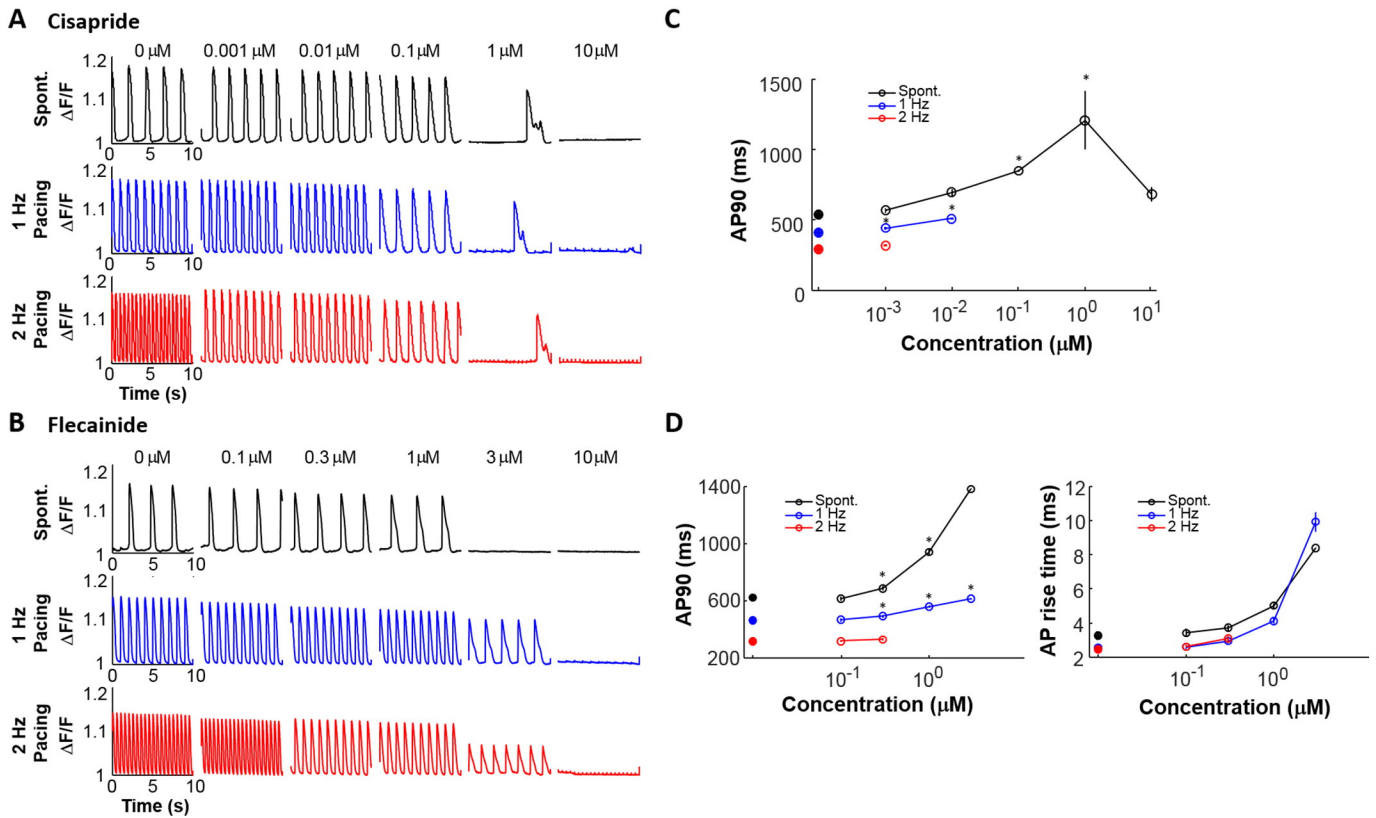 A Cisapride
0 μM 0.001 μM 0.01 μM 0.1 μM 1 μM 10 μM
Spont.
ΔF/F
1.2
1.1
1
0 5 10
1 Hz
Pacing
ΔF/F
1.2
1.1
1
0 5 10
2 Hz
Pacing
ΔF/F
1.2
1.1
1
0 5 10
Time (s)
B Flecainide
0 μM 0.1 μM 0.3 μM 1μM 3 μM 10μM
Spont.
ΔF/F
1.2
1.1
1
0 5 10
1 Hz
Pacing
ΔF/F
1.2
1.1
1
0 5 10
2 Hz
Pacing
ΔF/F
1.2
1.1
1
0 5 10
Time (s)
C
AP90 (ms)
1500
1000
500
0
Spont.
1 Hz
2 Hz
* * * * *
10⁻³ 10⁻² 10⁻¹ 10⁰ 10¹
Concentration (μM)
D
AP90 (ms)
1400
1000
600
200
Spont.
1 Hz
2 Hz
* * * * *
10⁻¹ 10⁰
Concentration (μM)
AP rise time (ms)
12
10
8
6
4
2
Spont.
1 Hz
2 Hz
10⁻¹ 10⁰
Concentration (μM)